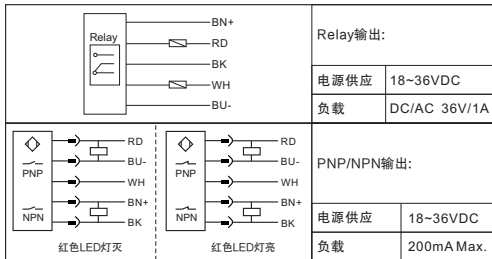 Relay
BN+
RD
BK
WH
BU-
Relay输出:
电源供应 18~36VDC
负载 DC/AC 36V/1A
PNP
NPN
RD
BU-
WH
BN+
BK
红色LED灯灭
PNP
NPN
RD
BU-
WH
BN+
BK
红色LED灯亮
PNP/NPN输出:
电源供应 18~36VDC
负载 200mA Max.